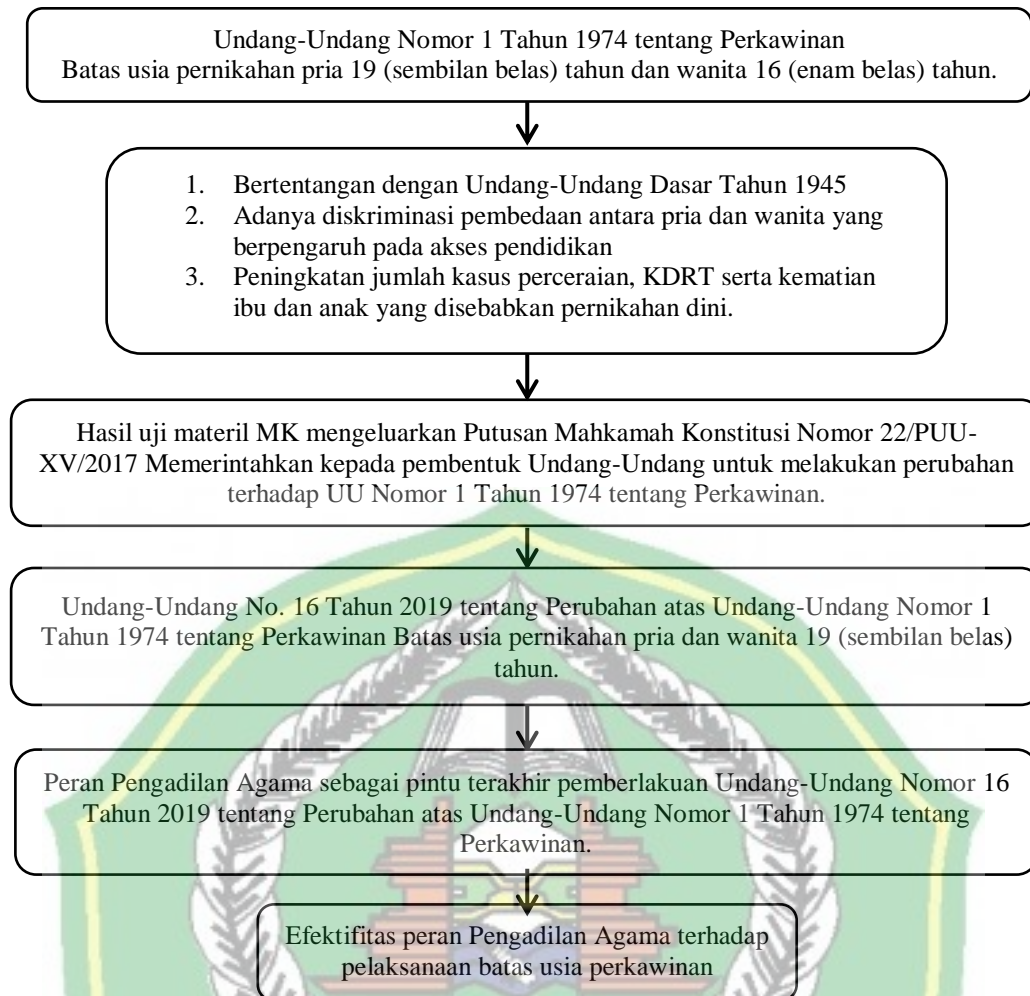 Undang-Undang Nomor 1 Tahun 1974 tentang Perkawinan
Batas usia pernikahan pria 19 (sembilan belas) tahun dan wanita 16 (enam belas) tahun.
1. Bertentangan dengan Undang-Undang Dasar Tahun 1945
2. Adanya diskriminasi pembedaan antara pria dan wanita yang
berpengaruh pada akses pendidikan
3. Peningkatan jumlah kasus perceraian, KDRT serta kematian
ibu dan anak yang disebabkan pernikahan dini.
Hasil uji materil MK mengeluarkan Putusan Mahkamah Konstitusi Nomor 22/PUU-
XV/2017 Memerintahkan kepada pembentuk Undang-Undang untuk melakukan perubahan
terhadap UU Nomor 1 Tahun 1974 tentang Perkawinan.
Undang-Undang No. 16 Tahun 2019 tentang Perubahan atas Undang-Undang Nomor 1
Tahun 1974 tentang Perkawinan Batas usia pernikahan pria dan wanita 19 (sembilan belas)
tahun.
Peran Pengadilan Agama sebagai pintu terakhir pemberlakuan Undang-Undang Nomor 16
Tahun 2019 tentang Perubahan atas Undang-Undang Nomor 1 Tahun 1974 tentang
Perkawinan.
Efektifitas peran Pengadilan Agama terhadap
pelaksanaan batas usia perkawinan